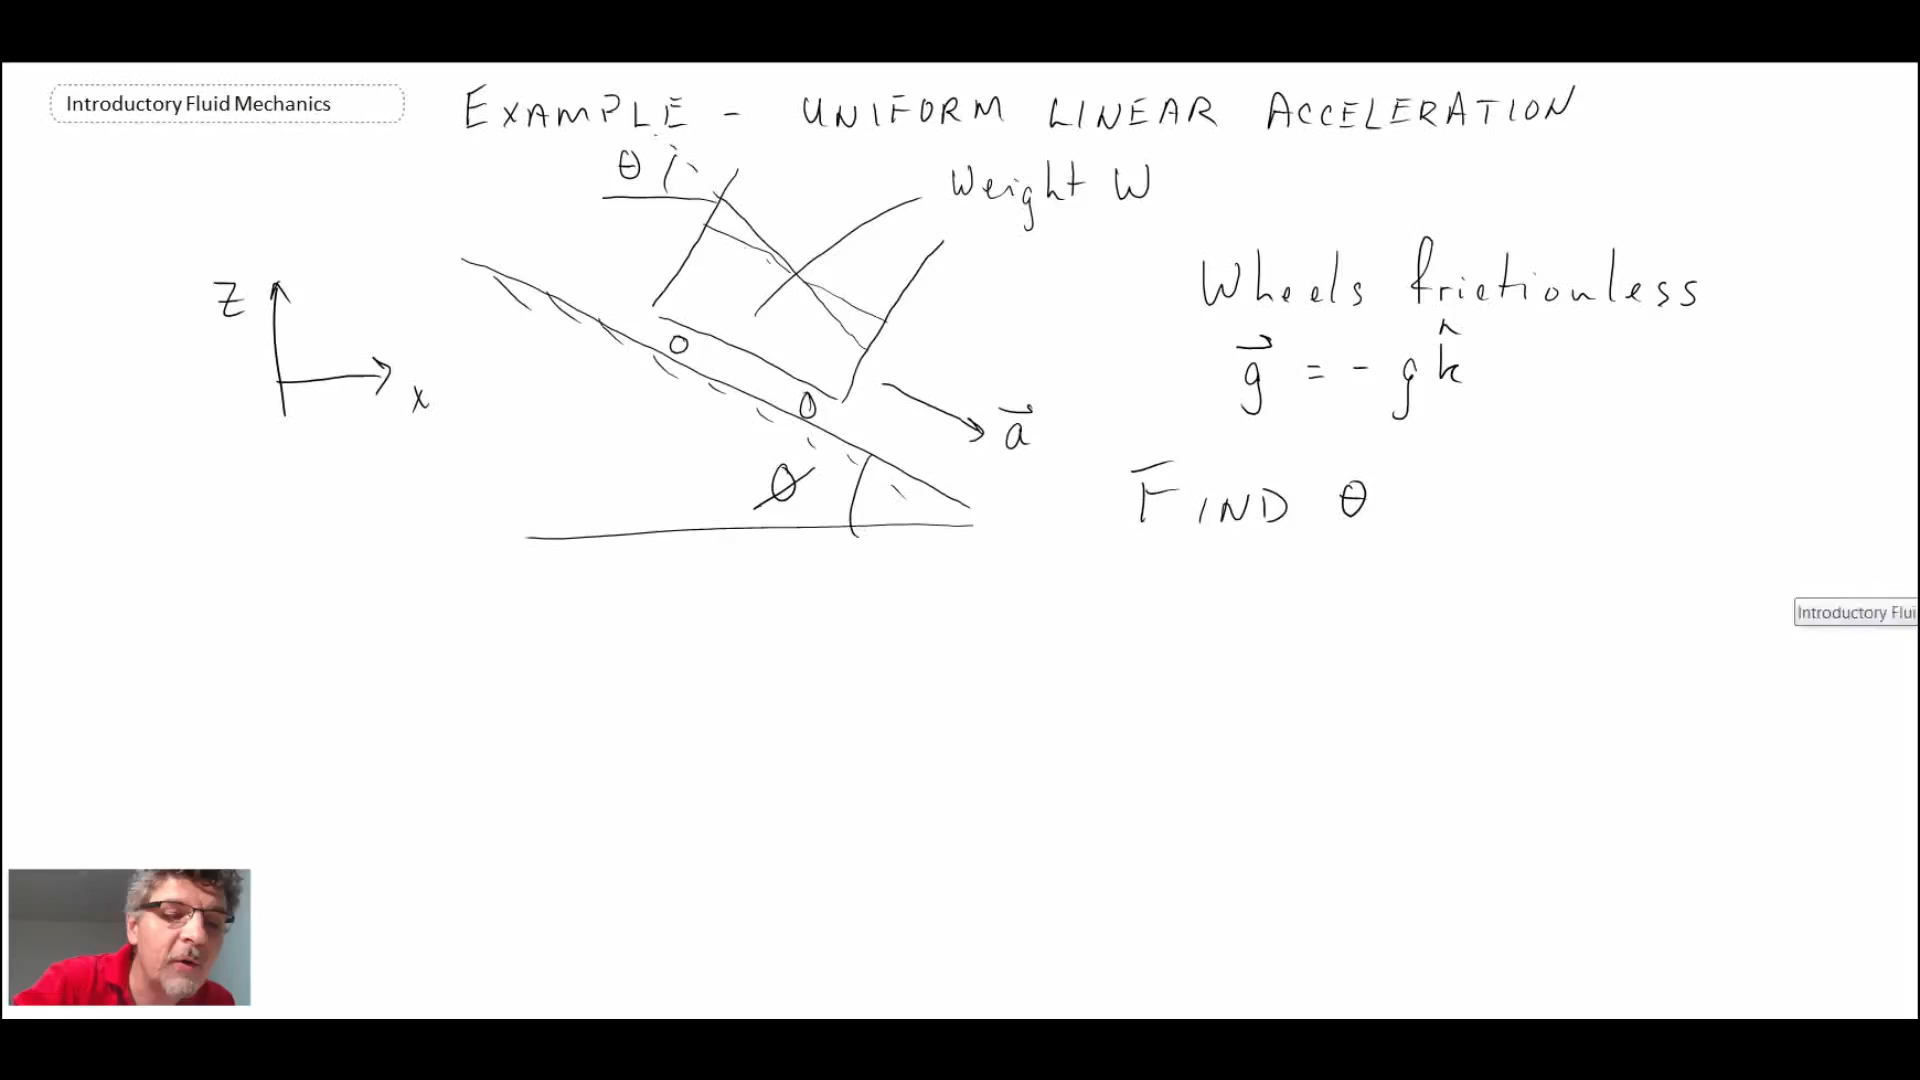 Introductory Fluid Mechanics
EXAMPLE - UNIFORM LINEAR ACCELERATION
θ
Weight W
Z
x
Wheels frictionless
g⃗ = - g k̂
a⃗
Ø
FIND θ
Introductory Flui